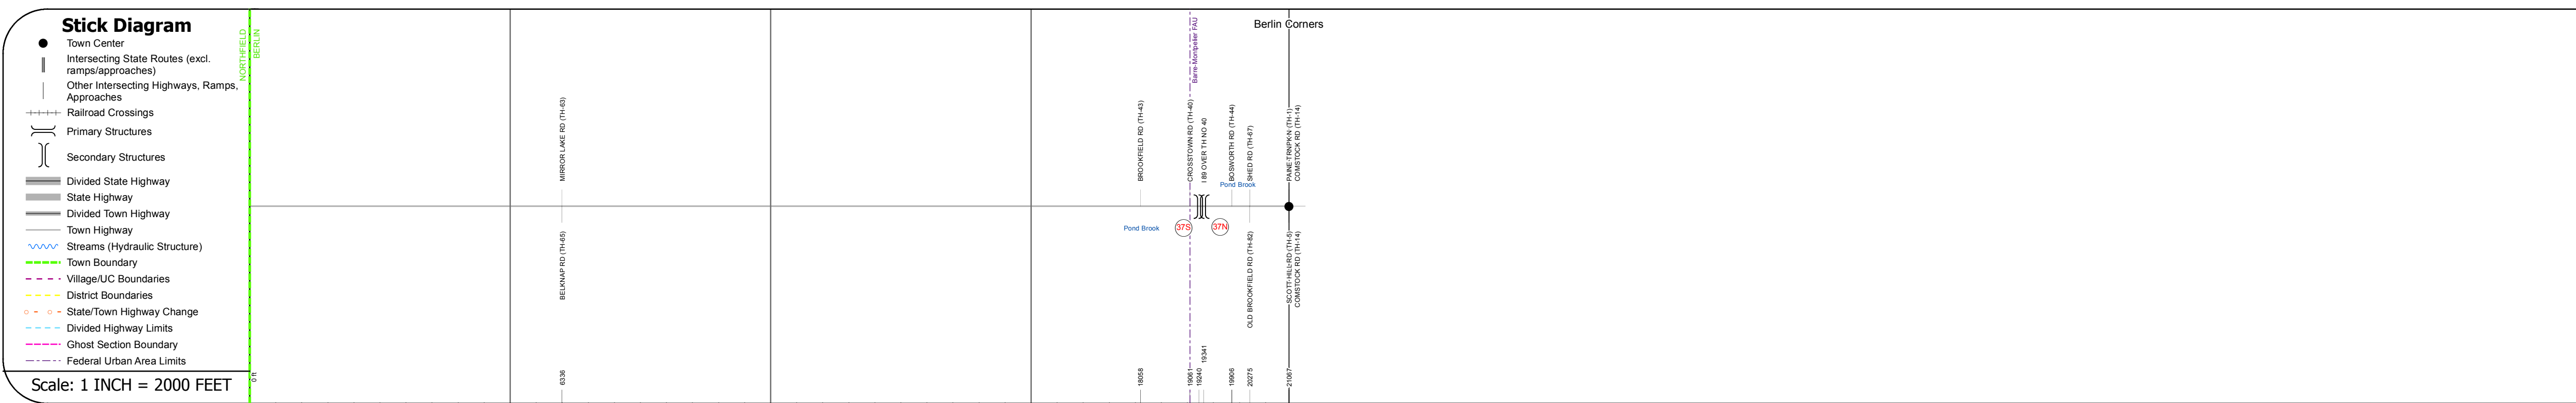 Stick Diagram
Town Center
Intersecting State Routes (excl.
ramps/approaches)
Other Intersecting Highways, Ramps,
Approaches
Railroad Crossings
Primary Structures
Secondary Structures
Divided State Highway
State Highway
Divided Town Highway
Town Highway
Streams (Hydraulic Structure)
Town Boundary
Village/UC Boundaries
District Boundaries
State/Town Highway Change
Divided Highway Limits
Ghost Section Boundary
Federal Urban Area Limits
Scale: 1 INCH = 2000 FEET
NORTHFIELD
BERLIN
0 ft
MIRROR LAKE RD (TH-63)
BELKNAP RD (TH-65)
6336
BROOKFIELD RD (TH-43)
Pond Brook
18058
Barre-Montpelier FAU
CROSSTOWN RD (TH-40)
I 89 OVER TH NO 40
37S
37N
19061
19240
19341
BOSWORTH RD (TH-44)
19906
SHED RD (TH-67)
Pond Brook
OLD BROOKFIELD RD (TH-82)
20275
Berlin Corners
PAINE-TRNPK-N (TH-1)
COMSTOCK RD (TH-14)
SCOTT-HILL-RD (TH-5)
COMSTOCK RD (TH-14)
21067